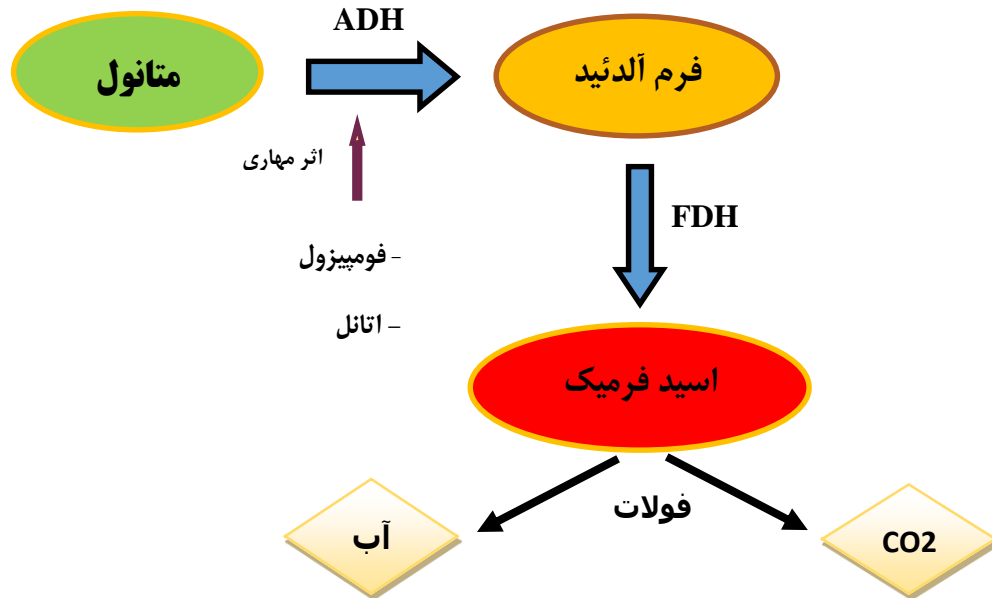 ADH
متانول
فرم آلدئید
اثر مهاری
FDH
- فومپیزول
- اتانل
اسید فرمیک
فولات
آب
CO2